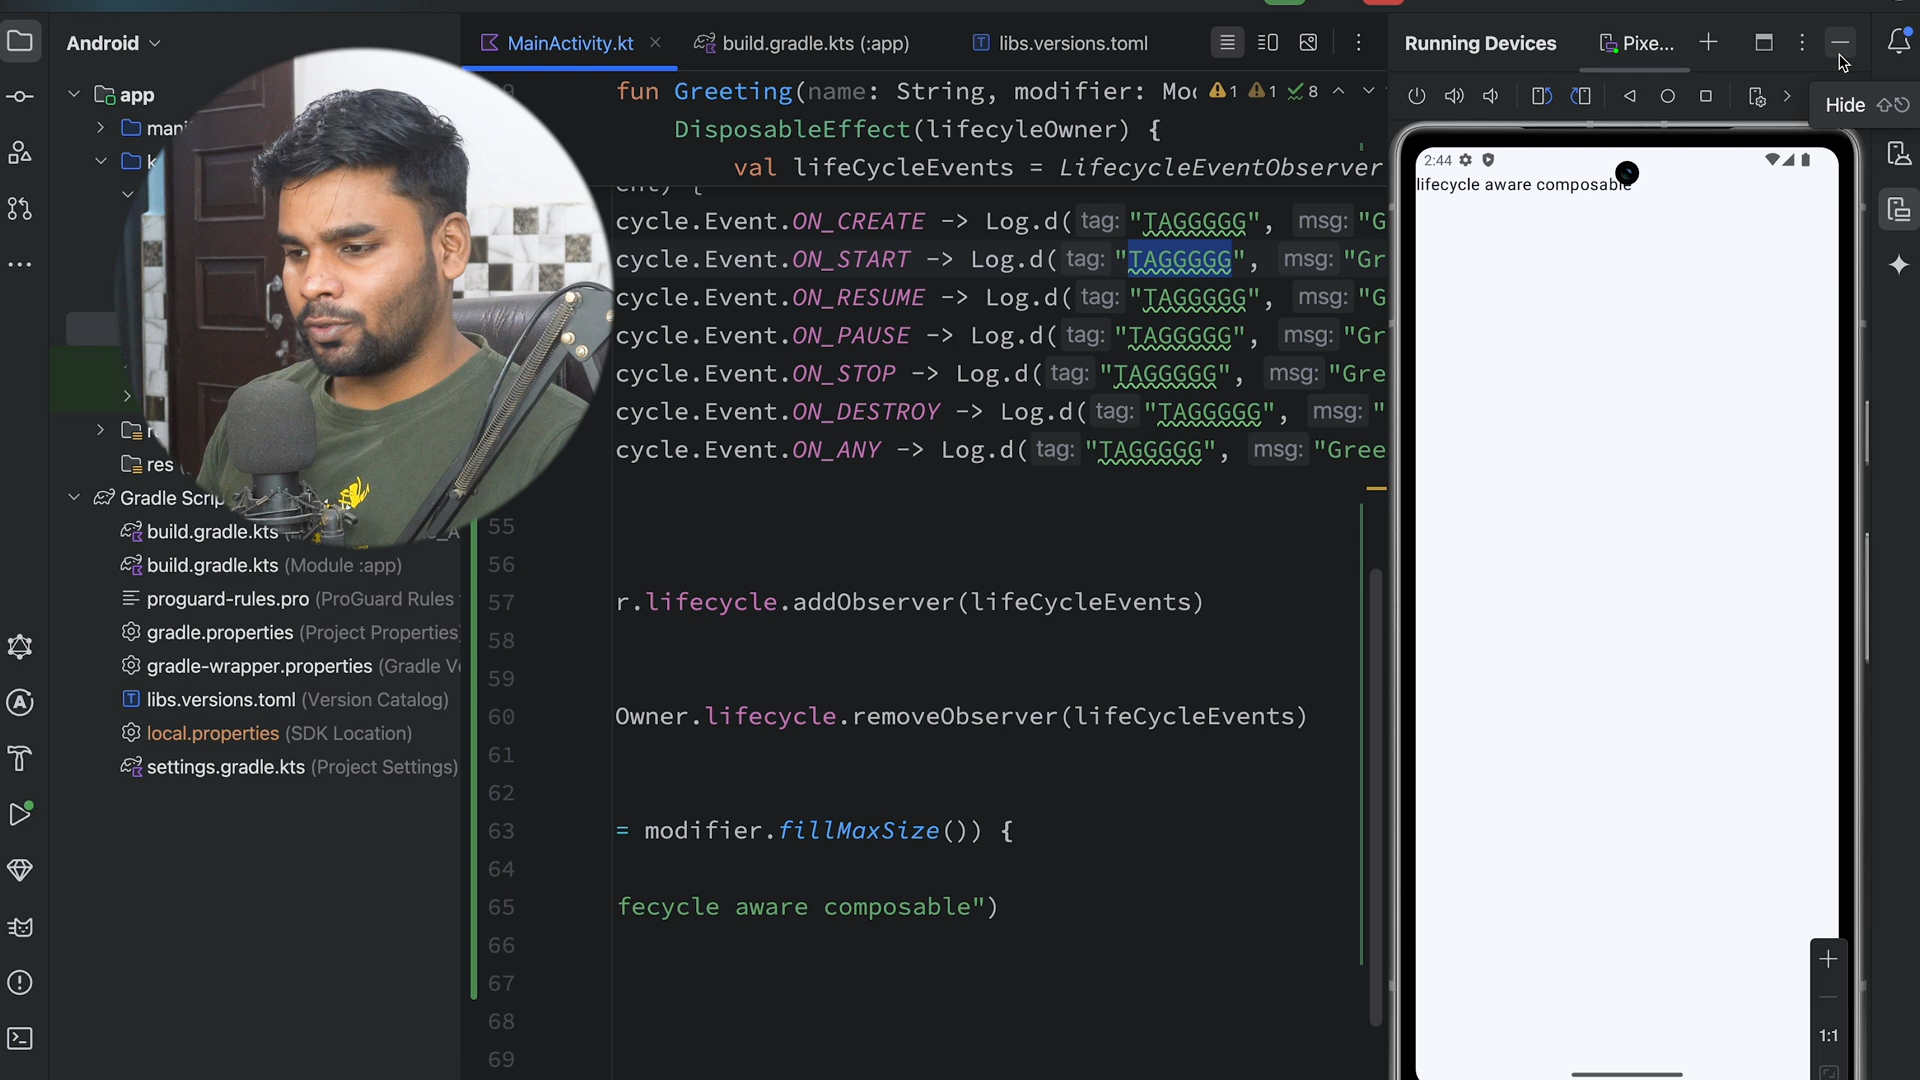 Android
MainActivity.kt
build.gradle.kts (:app)
libs.versions.toml
Running Devices
Pixe...
Hide
app
mani
k
r
res
Gradle Scrip
build.gradle.kts
build.gradle.kts (Module :app)
proguard-rules.pro (ProGuard Rules
gradle.properties (Project Properties)
gradle-wrapper.properties (Gradle Ve
libs.versions.toml (Version Catalog)
local.properties (SDK Location)
settings.gradle.kts (Project Settings)
fun Greeting(name: String, modifier: Mod
1 1 8
DisposableEffect(lifecyleOwner) {
val lifeCycleEvents = LifecycleEventObserver
ent) {
cycle.Event.ON_CREATE -> Log.d( tag: "TAGGGGG", msg: "G
cycle.Event.ON_START -> Log.d( tag: "TAGGGGG", msg: "Gr
cycle.Event.ON_RESUME -> Log.d( tag: "TAGGGGG", msg: "G
cycle.Event.ON_PAUSE -> Log.d( tag: "TAGGGGG", msg: "Gr
cycle.Event.ON_STOP -> Log.d( tag: "TAGGGGG", msg: "Gre
cycle.Event.ON_DESTROY -> Log.d( tag: "TAGGGGG", msg: "
cycle.Event.ON_ANY -> Log.d( tag: "TAGGGGG", msg: "Gree
55
56
57 r.lifecycle.addObserver(lifeCycleEvents)
58
59
60 Owner.lifecycle.removeObserver(lifeCycleEvents)
61
62
63 = modifier.fillMaxSize()) {
64
65 fecycle aware composable")
66
67
68
69
2:44
lifecycle aware composable
1:1